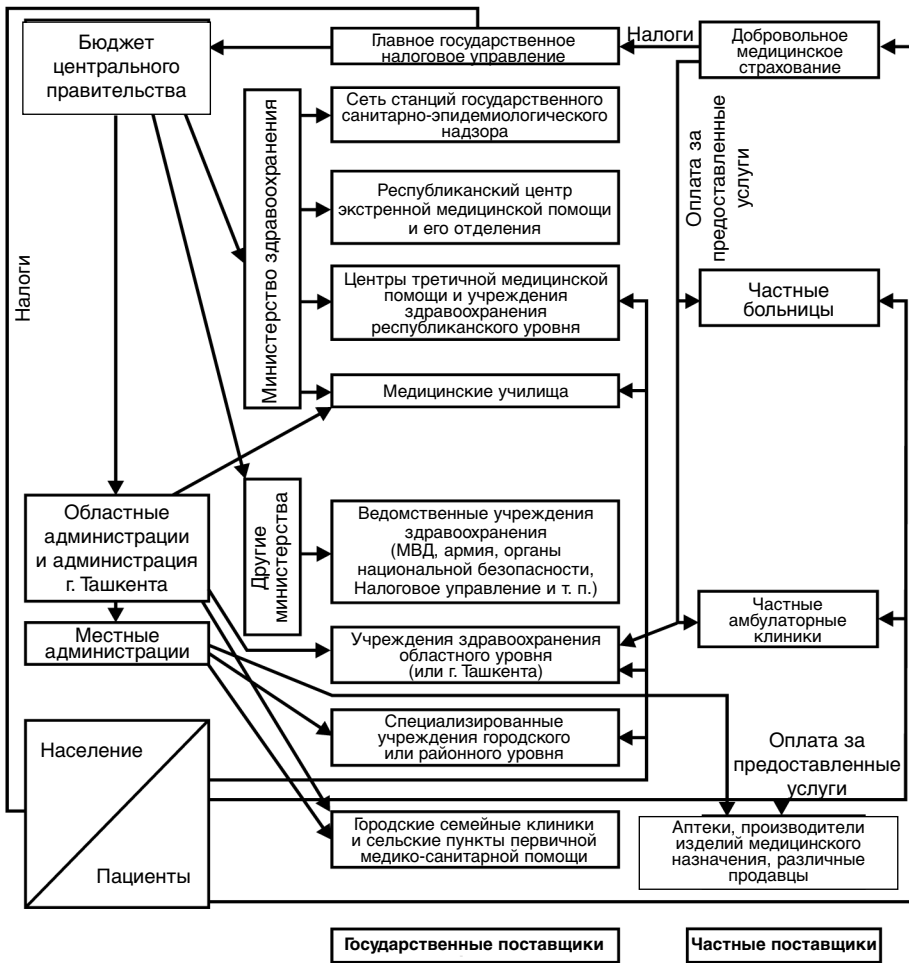 Бюджет
центрального
правительства
Главное государственное
налоговое управление
Налоги
Добровольное
медицинское
страхование
Сеть станций государственного
санитарно-эпидемиологического
надзора
Министерство здравоохранения
Республиканский центр
экстренной медицинской помощи
и его отделения
Оплата за
предоставленные
услуги
Налоги
Центры третичной медицинской
помощи и учреждения
здравоохранения
республиканского уровня
Частные
больницы
Медицинские училища
Областные
администрации
и администрация
г. Ташкента
Другие
министерства
Ведомственные учреждения
здравоохранения
(МВД, армия, органы
национальной безопасности,
Налоговое управление и т. п.)
Местные
администрации
Учреждения здравоохранения
областного уровня
(или г. Ташкента)
Частные
амбулаторные
клиники
Население
Пациенты
Специализированные
учреждения городского
или районного уровня
Оплата за
предоставленные
услуги
Городские семейные клиники
и сельские пункты первичной
медико-санитарной помощи
Аптеки, производители
изделий медицинского
назначения, различные
продавцы
Государственные поставщики
Частные поставщики